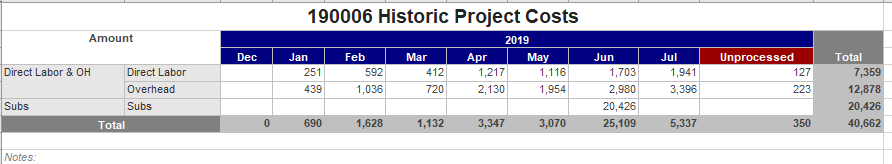 190006 Historic Project Costs
Amount 2019
Dec Jan Feb Mar Apr May Jun Jul Unprocessed Total
Direct Labor & OH Direct Labor 251 592 412 1,217 1,116 1,703 1,941 127 7,359
Overhead 439 1,036 720 2,130 1,954 2,980 3,396 223 12,878
Subs Subs 20,426 20,426
Total 0 690 1,628 1,132 3,347 3,070 25,109 5,337 350 40,662
Notes: